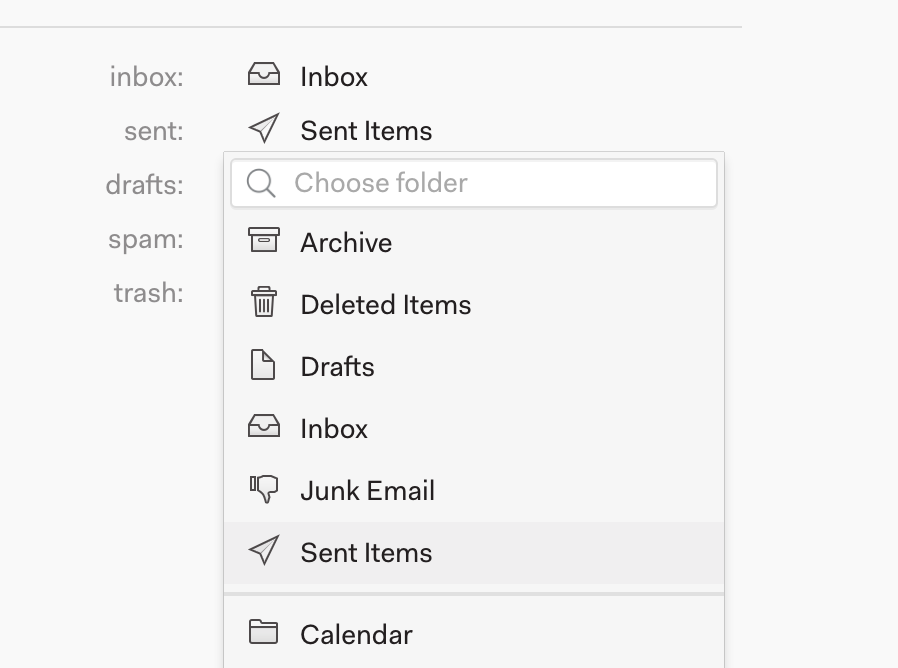 inbox: Inbox
sent: Sent Items
drafts: Choose folder
spam: Archive
trash: Deleted Items
Drafts
Inbox
Junk Email
Sent Items
Calendar